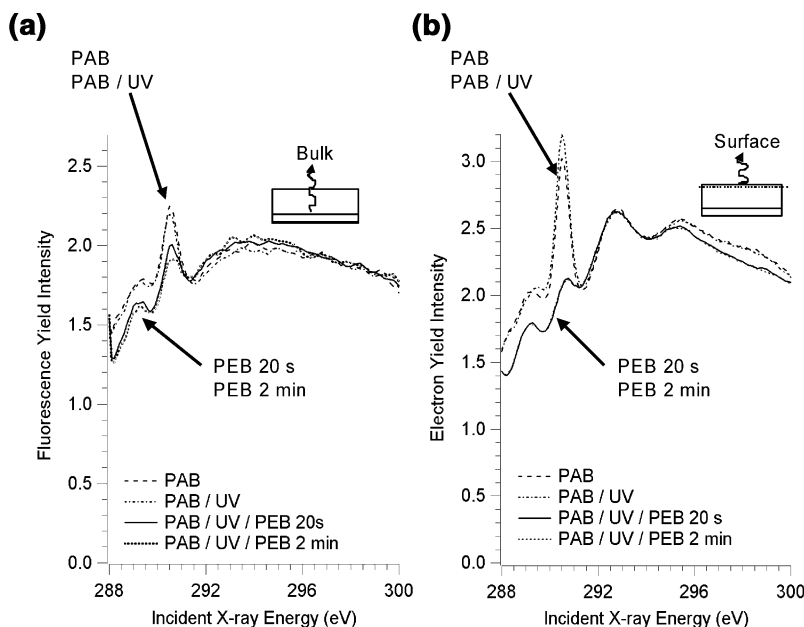 (a)
PAB
PAB / UV
Bulk
2.5
2.0
1.5
1.0
0.5
0.0
Fluorescence Yield Intensity
PEB 20 s
PEB 2 min
PAB
PAB / UV
PAB / UV / PEB 20s
PAB / UV / PEB 2 min
288
292
296
300
Incident X-ray Energy (eV)
(b)
PAB
PAB / UV
Surface
3.0
2.5
2.0
1.5
1.0
0.5
0.0
Electron Yield Intensity
PEB 20 s
PEB 2 min
PAB
PAB / UV
PAB / UV / PEB 20 s
PAB / UV / PEB 2 min
288
292
296
300
Incident X-ray Energy (eV)